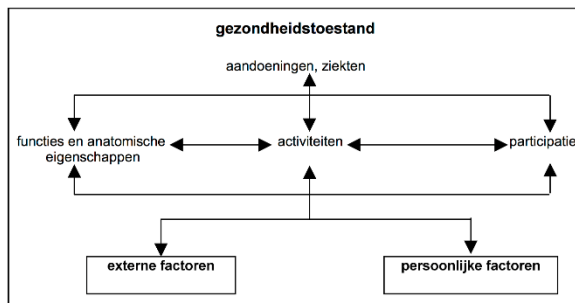 gezondheidstoestand
aandoeningen, ziekten
functies en anatomische
eigenschappen
activiteiten
participatie
externe factoren
persoonlijke factoren